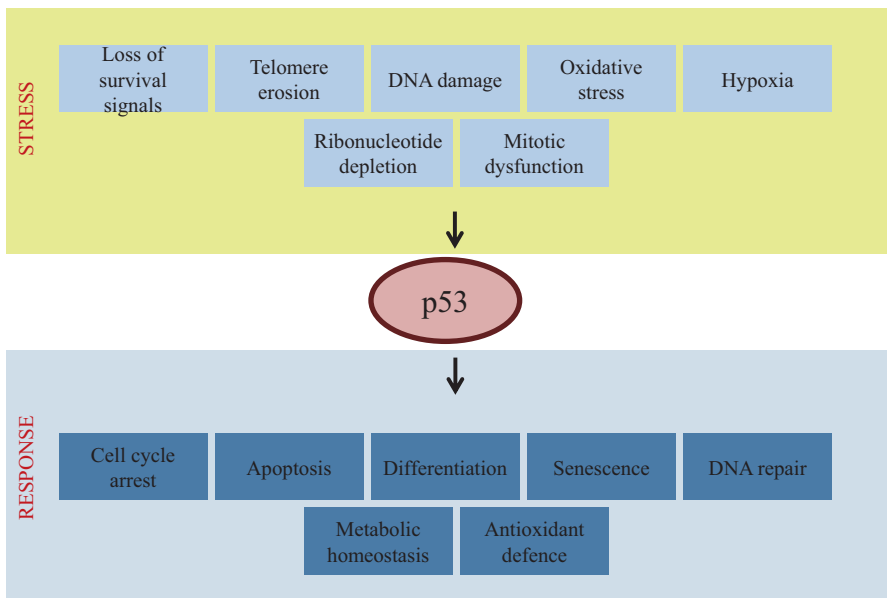 STRESS
Loss of
survival
signals
Telomere
erosion
DNA damage
Oxidative
stress
Hypoxia
Ribonucleotide
depletion
Mitotic
dysfunction
p53
RESPONSE
Cell cycle
arrest
Apoptosis
Differentiation
Senescence
DNA repair
Metabolic
homeostasis
Antioxidant
defence